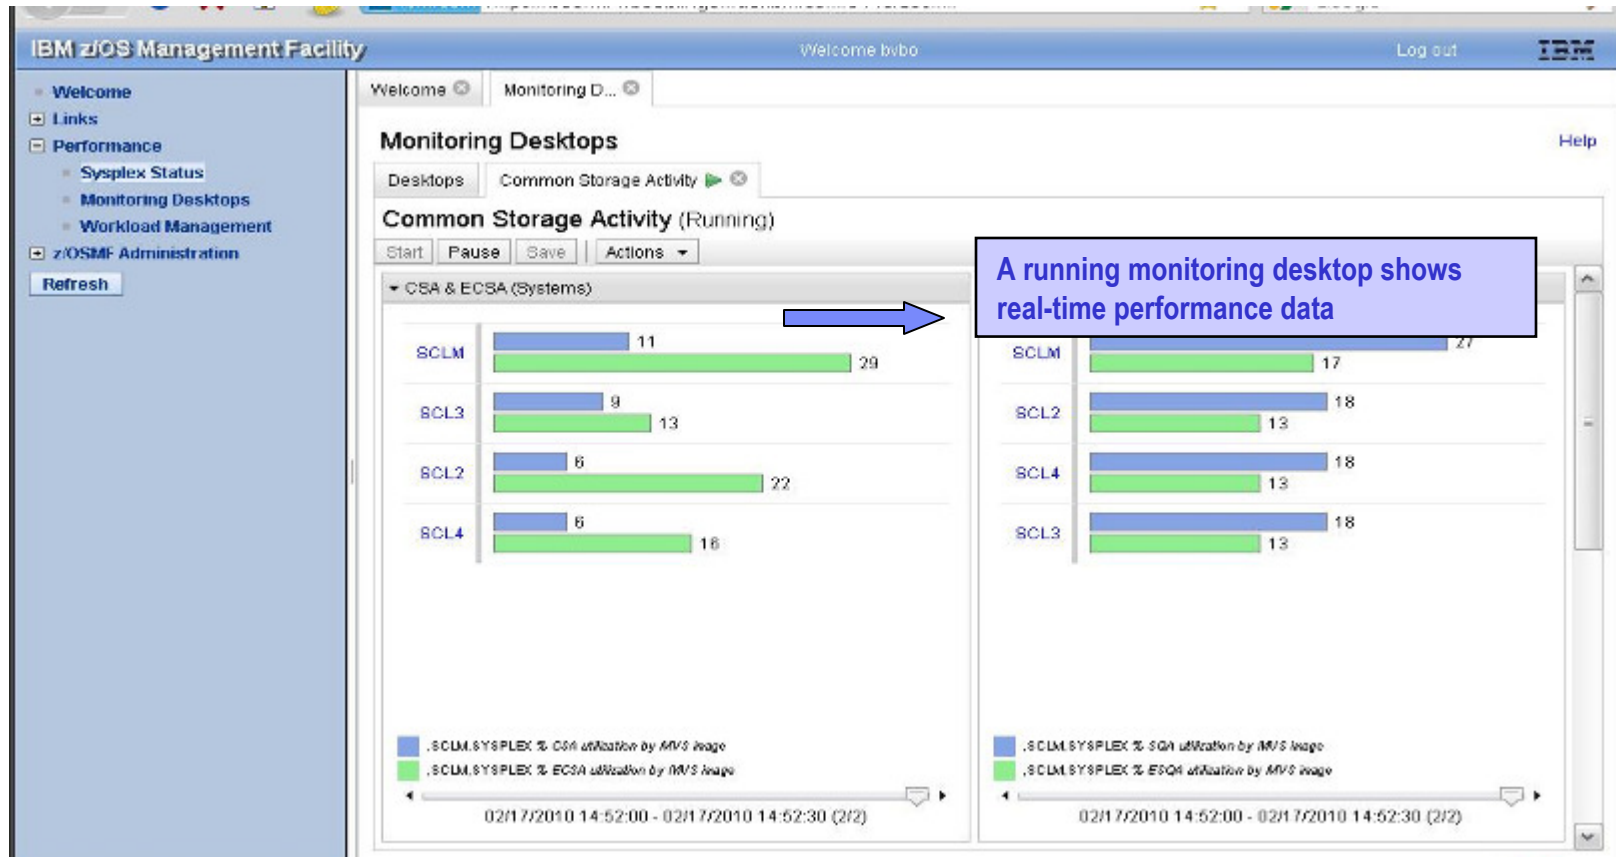 IBM z/OS Management Facility
Welcome bvbo
Log out
IBM
Welcome
Links
Performance
Sysplex Status
Monitoring Desktops
Workload Management
z/OSMF Administration
Refresh
Welcome
Monitoring D...
Monitoring Desktops
Help
Desktops
Common Storage Activity
Common Storage Activity (Running)
Start
Pause
Save
Actions
A running monitoring desktop shows
real-time performance data
CSA & ECSA (Systems)
SCLM
11
29
SCL3
9
13
SCL2
6
22
SCL4
6
16
.SCLM.SYSPLEX % CSA utilization by MVS image
.SCLM.SYSPLEX % ECSA utilization by MVS image
02/17/2010 14:52:00 - 02/17/2010 14:52:30 (2/2)
SCLM
27
17
SCL2
18
13
SCL4
18
13
SCL3
18
13
.SCLM.SYSPLEX % SQA utilization by MVS image
.SCLM.SYSPLEX % ESQA utilization by MVS image
02/17/2010 14:52:00 - 02/17/2010 14:52:30 (2/2)